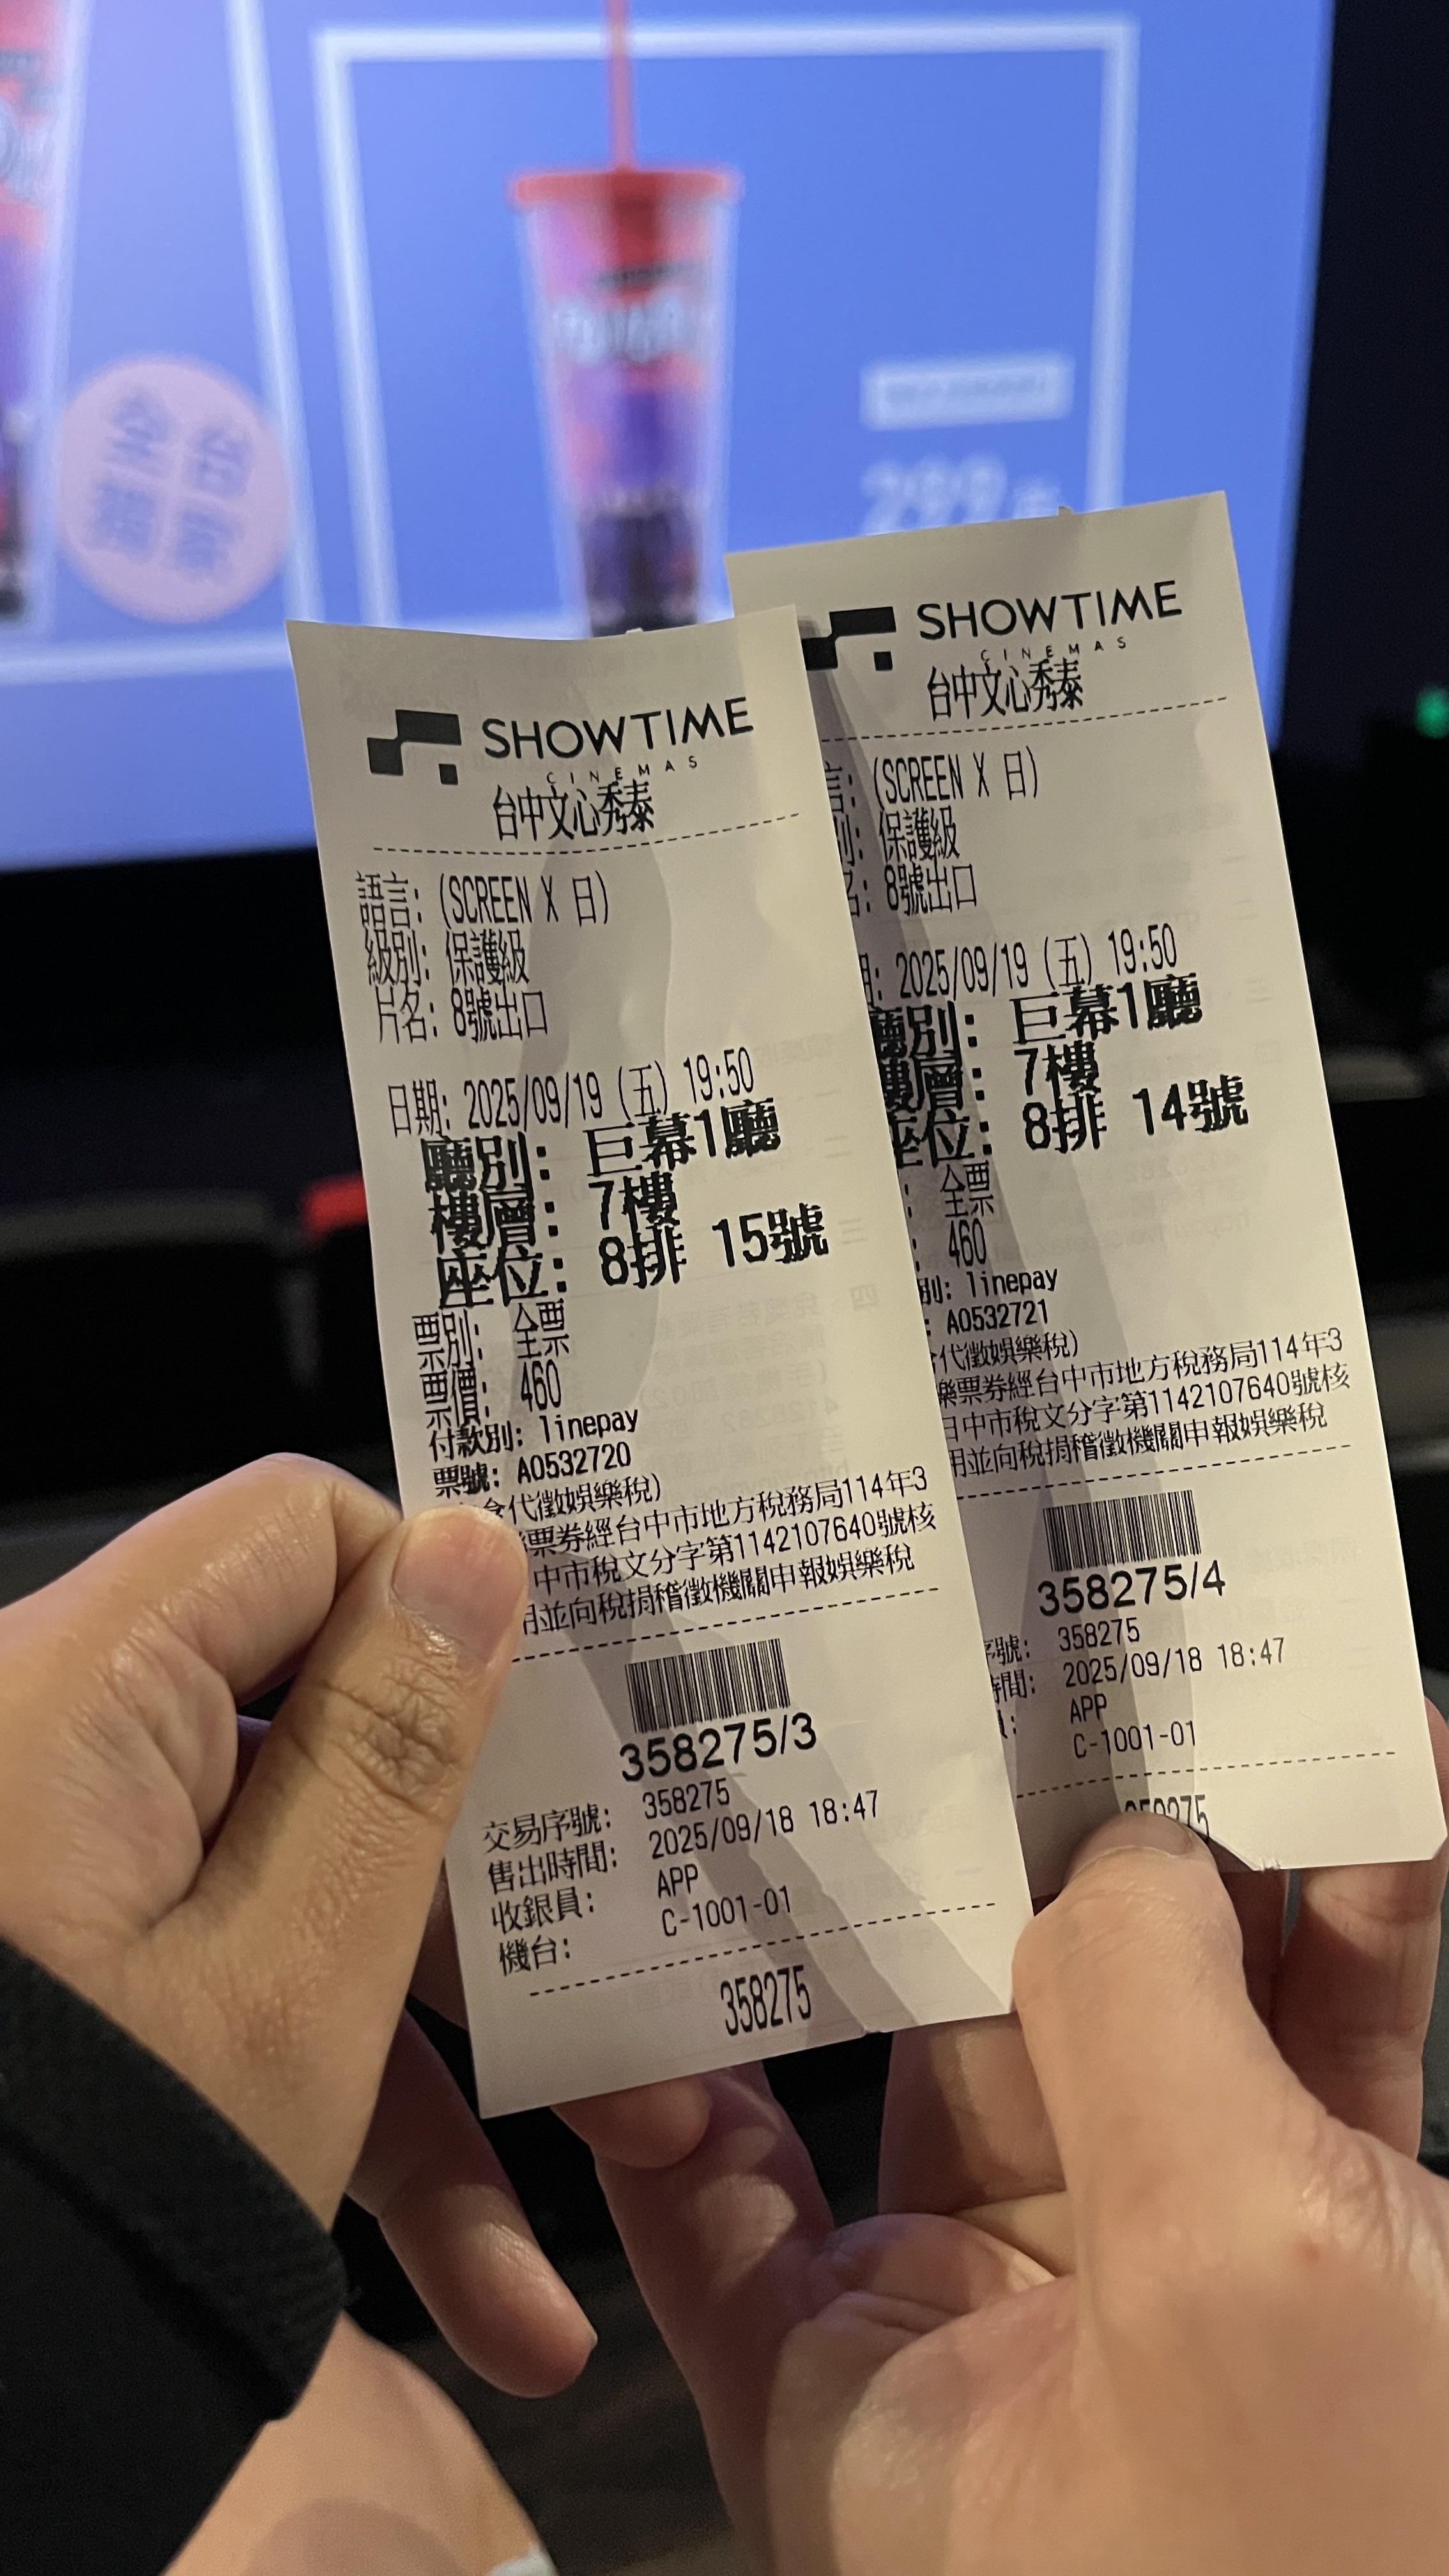 全台
獨家
299
SHOWTIME
CINEMAS
台中文心秀泰
語言: (SCREEN X 日)
級別: 保護級
片名: 8號出口
日期: 2025/09/19 (五) 19:50
廳別: 巨幕1廳
樓層: 7樓
座位: 8排 15號
票別: 全票
票價: 460
付款別: linepay
票號: A0532720
含代徵娛樂稅)
票券經台中市地方稅務局114年3
中市稅文分字第1142107640號核
用並向稅捐稽徵機關申報娛樂稅
358275/3
交易序號: 358275
售出時間: 2025/09/18 18:47
收銀員: APP
機台: C-1001-01
358275
SHOWTIME
CINEMAS
台中文心秀泰
言: (SCREEN X 日)
別: 保護級
名: 8號出口
期: 2025/09/19 (五) 19:50
廳別: 巨幕1廳
樓層: 7樓
座位: 8排 14號
: 全票
: 460
別: linepay
: A0532721
代徵娛樂稅)
樂票券經台中市地方稅務局114年3
日中市稅文分字第1142107640號核
用並向稅捐稽徵機關申報娛樂稅
358275/4
序號: 358275
時間: 2025/09/18 18:47
員: APP
C-1001-01
358275